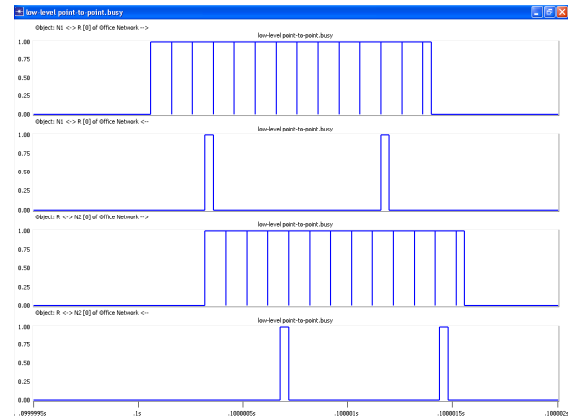 low-level point-to-point.busy
Object: N1 <-> R [0] of Office Network -->
low-level point-to-point.busy
1.00
0.75
0.50
0.25
0.00
Object: N1 <-> R [0] of Office Network <--
low-level point-to-point.busy
1.00
0.75
0.50
0.25
0.00
Object: R <-> N2 [0] of Office Network -->
low-level point-to-point.busy
1.00
0.75
0.50
0.25
0.00
Object: R <-> N2 [0] of Office Network <--
low-level point-to-point.busy
1.00
0.75
0.50
0.25
0.00
.0999995s .1s .1000005s .100001s .1000015s .100002s